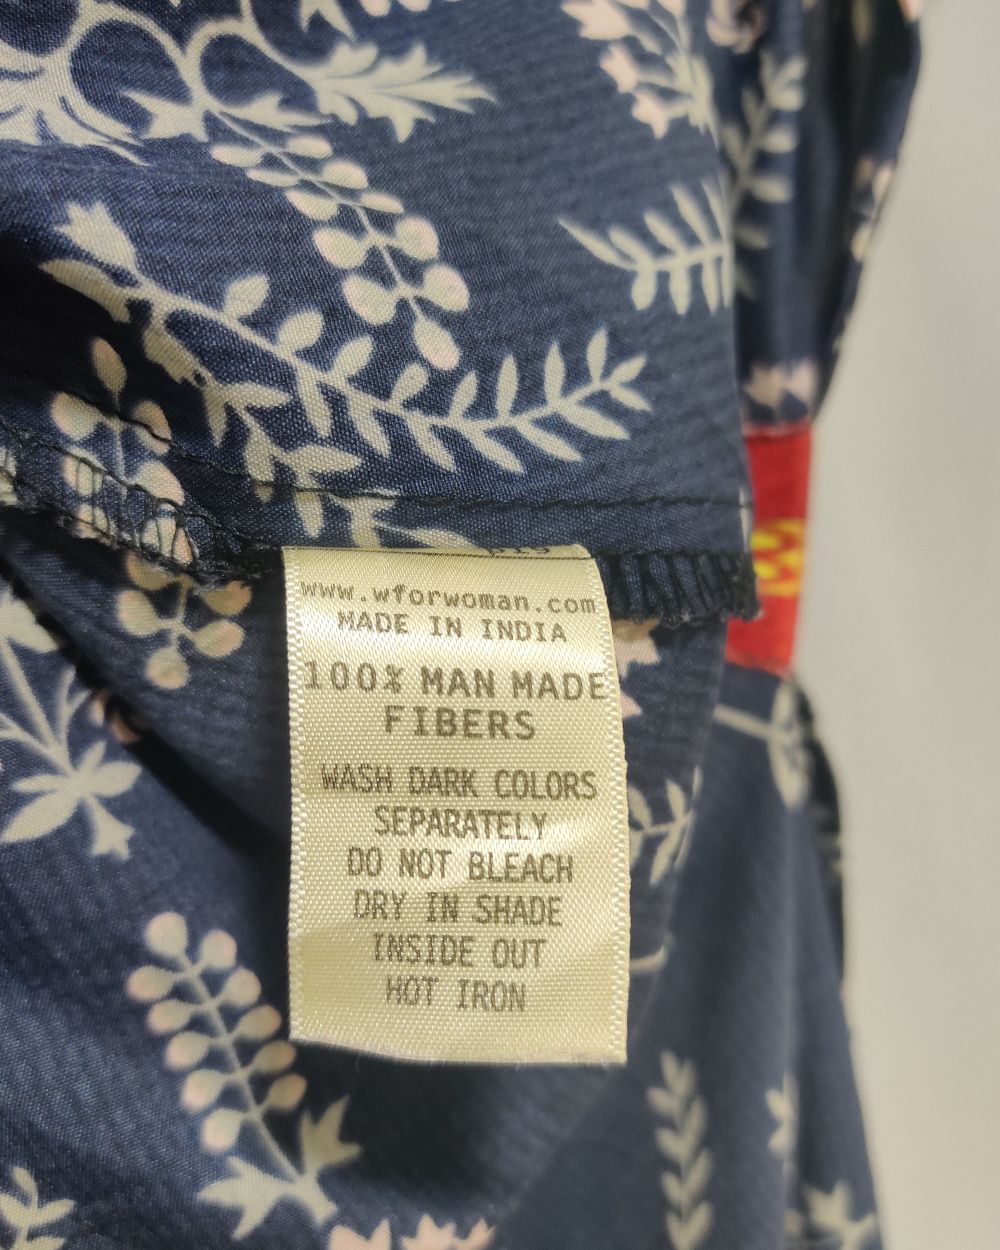 www.wforwoman.com
MADE IN INDIA
100% MAN MADE
FIBERS
WASH DARK COLORS
SEPARATELY
DO NOT BLEACH
DRY IN SHADE
INSIDE OUT
HOT IRON